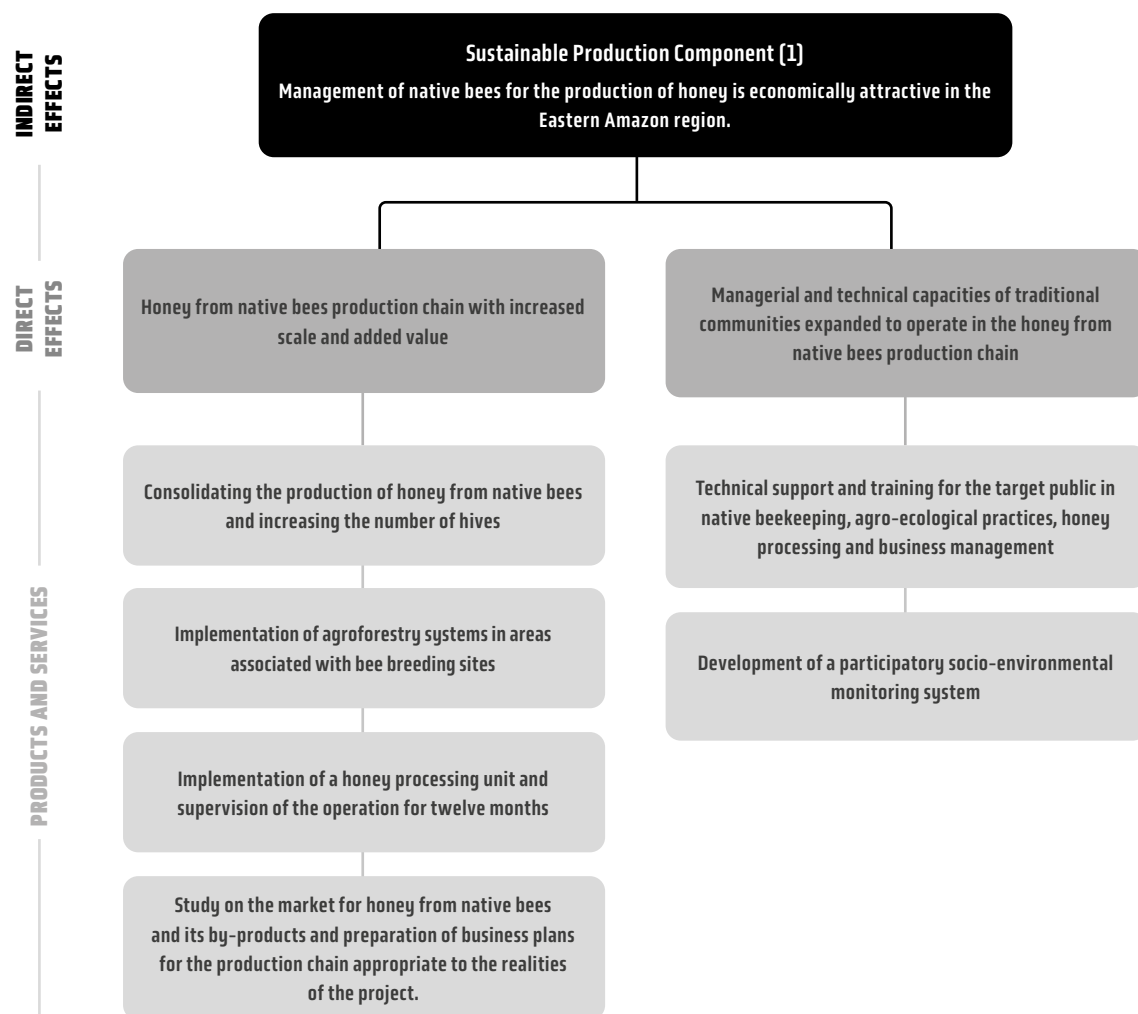 INDIRECT
EFFECTS
Sustainable Production Component (1)
Management of native bees for the production of honey is economically attractive in the
Eastern Amazon region.
DIRECT
EFFECTS
Honey from native bees production chain with increased
scale and added value
Managerial and technical capacities of traditional
communities expanded to operate in the honey from
native bees production chain
PRODUCTS AND SERVICES
Consolidating the production of honey from native bees
and increasing the number of hives
Implementation of agroforestry systems in areas
associated with bee breeding sites
Implementation of a honey processing unit and
supervision of the operation for twelve months
Study on the market for honey from native bees
and its by-products and preparation of business plans
for the production chain appropriate to the realities
of the project.
Technical support and training for the target public in
native beekeeping, agro-ecological practices, honey
processing and business management
Development of a participatory socio-environmental
monitoring system